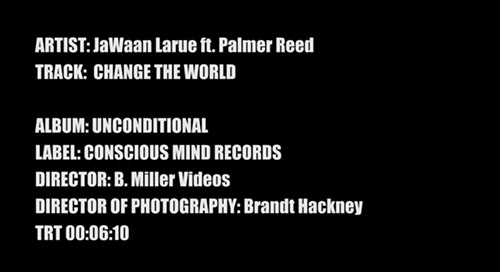 ARTIST: JaWaan Larue ft. Palmer Reed
TRACK: CHANGE THE WORLD
ALBUM: UNCONDITIONAL
LABEL: CONSCIOUS MIND RECORDS
DIRECTOR: B. Miller Videos
DIRECTOR OF PHOTOGRAPHY: Brandt Hackney
TRT 00:06:10